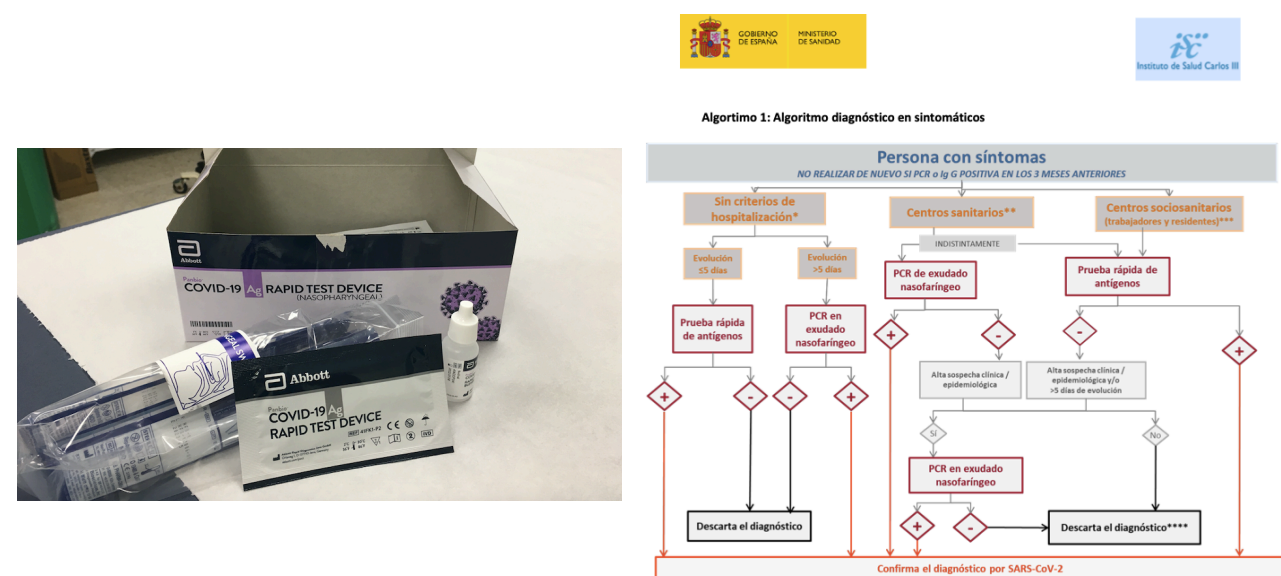 GOBIERNO
DE ESPAÑA
MINISTERIO
DE SANIDAD
isc
Instituto de Salud Carlos III
Algortimo 1: Algoritmo diagnóstico en sintomáticos
Persona con síntomas
NO REALIZAR DE NUEVO SI PCR o Ig G POSITIVA EN LOS 3 MESES ANTERIORES
Sin criterios de
hospitalización*
Centros sanitarios**
Centros sociosanitarios
(trabajadores y residentes)***
INDISTINTAMENTE
Evolución
≤5 días
Evolución
>5 días
PCR de exudado
nasofaríngeo
Prueba rápida de
antígenos
Prueba rápida
de antígenos
PCR en
exudado
nasofaríngeo
+
-
-
+
Alta sospecha clínica /
epidemiológica
Alta sospecha clínica /
epidemiológica y/o
>5 días de evolución
+
-
-
+
Sí
No
PCR en exudado
nasofaríngeo
+
-
Descarta el diagnóstico
Descarta el diagnóstico****
Confirma el diagnóstico por SARS-CoV-2
Abbott
Panbio
COVID-19 Ag RAPID TEST DEVICE
(NASOPHARYNGEAL)
Abbott
Panbio
COVID-19 Ag
RAPID TEST DEVICE
REF 41FK11-P2
CE
IVD